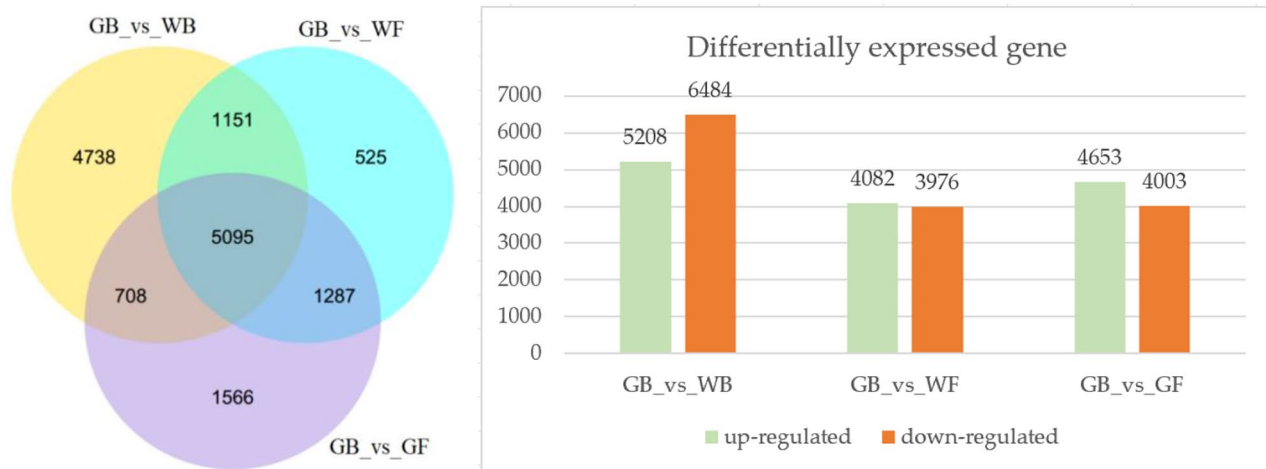 GB_vs_WB
GB_vs_WF
1151
4738
525
5095
708
1287
1566
GB_vs_GF
Differentially expressed gene
7000
6000
5000
4000
3000
2000
1000
0
5208
6484
4082
3976
4653
4003
GB_vs_WB
GB_vs_WF
GB_vs_GF
up-regulated
down-regulated